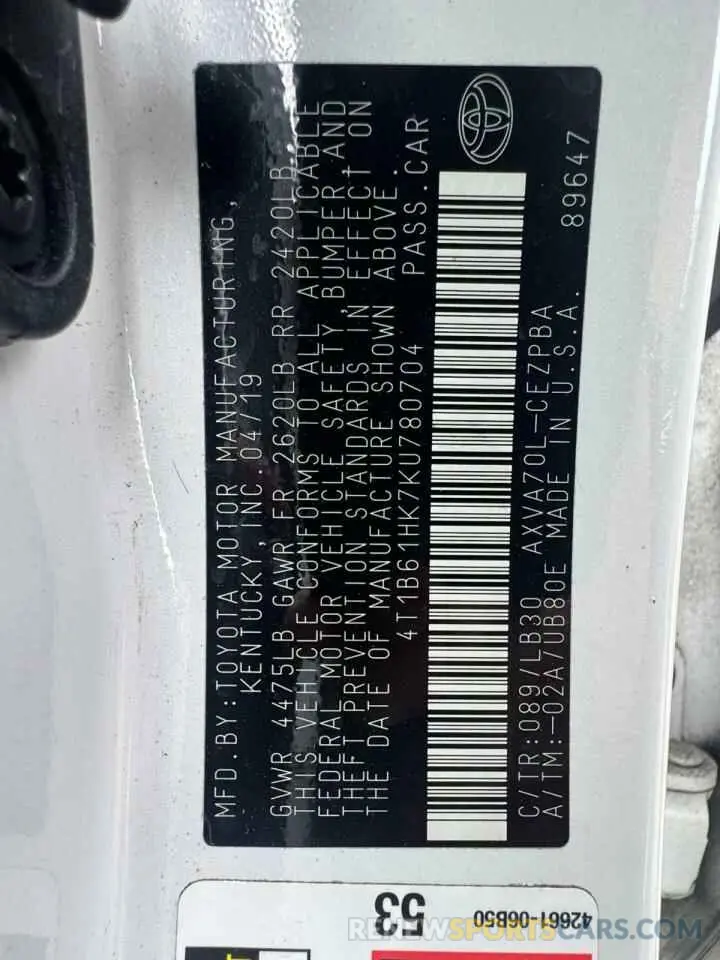 MFD.BY:TOYOTA MOTOR MANUFACTURING,
KENTUCKY,INC.04/19
GVWR 4475LB GAWR FR 2620LB RR 2420LB
THIS VEHICLE CONFORMS TO ALL APPLICABLE
FEDERAL MOTOR VEHICLE SAFETY, BUMPER,AND
THEFT PREVENTION STANDARDS IN EFFECT ON
THE DATE OF MANUFACTURE SHOWN ABOVE.
4T1B61HK7KU780704 PASS.CAR
C/TR:089/LB30 AXVA70L-CEZPBA
A/TM:-02A/UB80E MADE IN U.S.A. 89647
53
42661-06B50
RENEWSPORTSCARS.COM